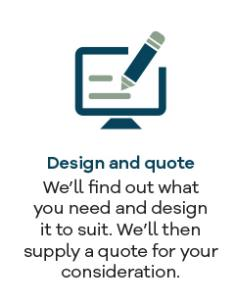 Design and quote
We'll find out what
you need and design
it to suit. We'll then
supply a quote for your
consideration.